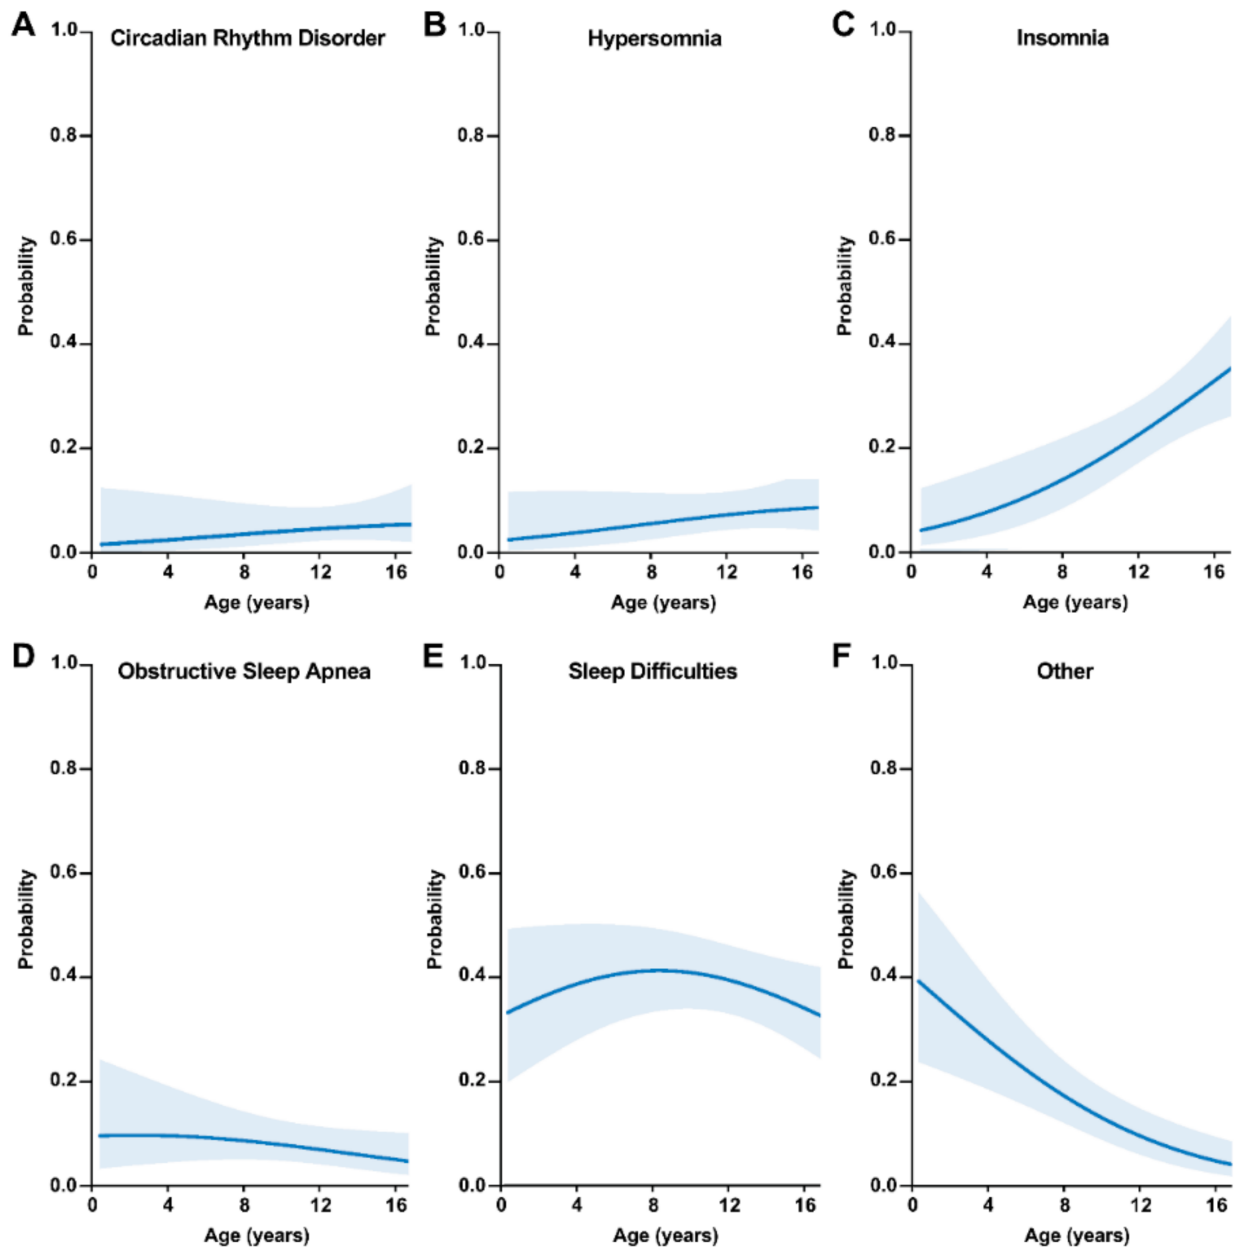 A Circadian Rhythm Disorder
1.0
0.8
0.6
0.4
0.2
0.0
Probability
0 4 8 12 16
Age (years)
B Hypersomnia
1.0
0.8
0.6
0.4
0.2
0.0
Probability
0 4 8 12 16
Age (years)
C Insomnia
1.0
0.8
0.6
0.4
0.2
0.0
Probability
0 4 8 12 16
Age (years)
D Obstructive Sleep Apnea
1.0
0.8
0.6
0.4
0.2
0.0
Probability
0 4 8 12 16
Age (years)
E Sleep Difficulties
1.0
0.8
0.6
0.4
0.2
0.0
Probability
0 4 8 12 16
Age (years)
F Other
1.0
0.8
0.6
0.4
0.2
0.0
Probability
0 4 8 12 16
Age (years)